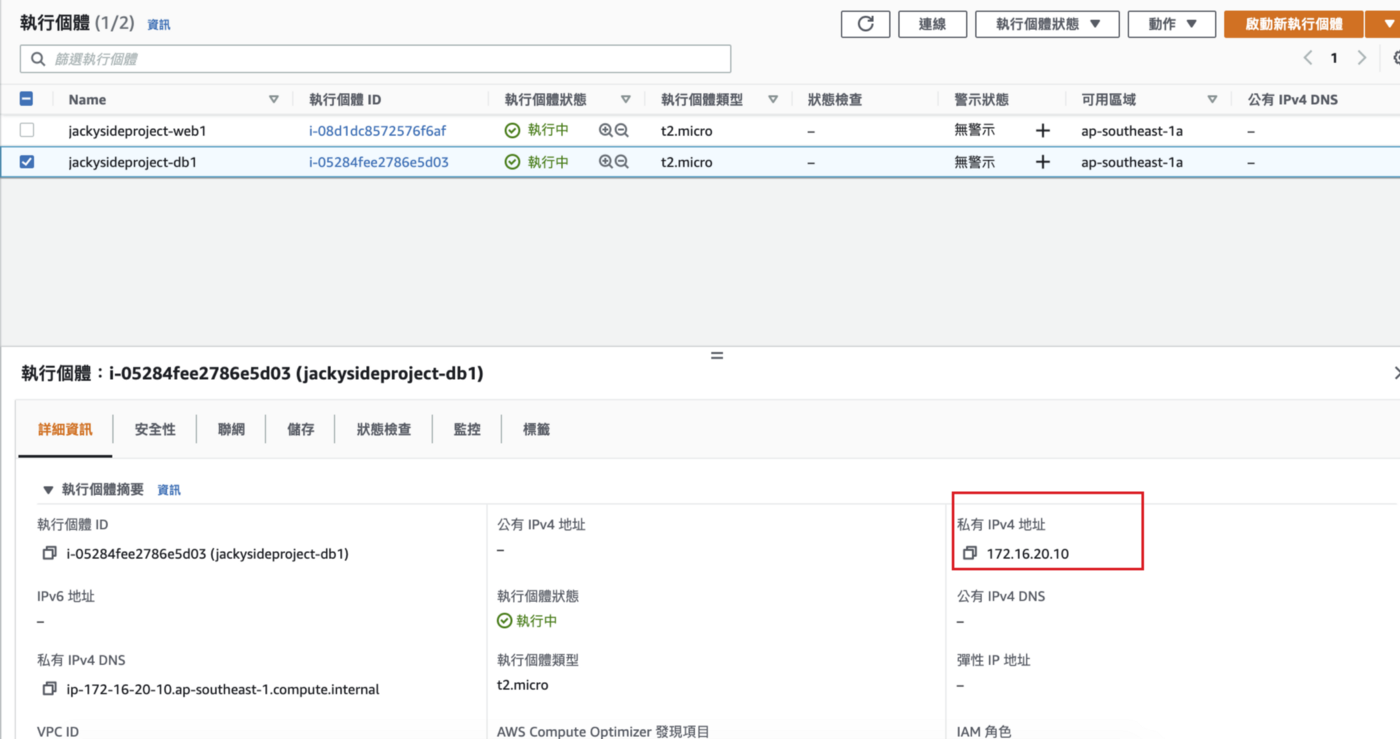 執行個體 (1/2) 資訊 連線 執行個體狀態 動作 啟動新執行個體
篩選執行個體 1
Name 執行個體 ID 執行個體狀態 執行個體類型 狀態檢查 警示狀態 可用區域 公有 IPv4 DNS
jackysideproject-web1 i-08d1dc8572576f6af 執行中 t2.micro – 無警示 + ap-southeast-1a –
jackysideproject-db1 i-05284fee2786e5d03 執行中 t2.micro – 無警示 + ap-southeast-1a –
執行個體：i-05284fee2786e5d03 (jackysideproject-db1)
詳細資訊 安全性 聯網 儲存 狀態檢查 監控 標籤
執行個體摘要 資訊
執行個體 ID 公有 IPv4 地址 私有 IPv4 地址
i-05284fee2786e5d03 (jackysideproject-db1) – 172.16.20.10
IPv6 地址 執行個體狀態 公有 IPv4 DNS
– 執行中 –
私有 IPv4 DNS 執行個體類型 彈性 IP 地址
ip-172-16-20-10.ap-southeast-1.compute.internal t2.micro –
VPC ID AWS Compute Optimizer 發現項目 IAM 角色